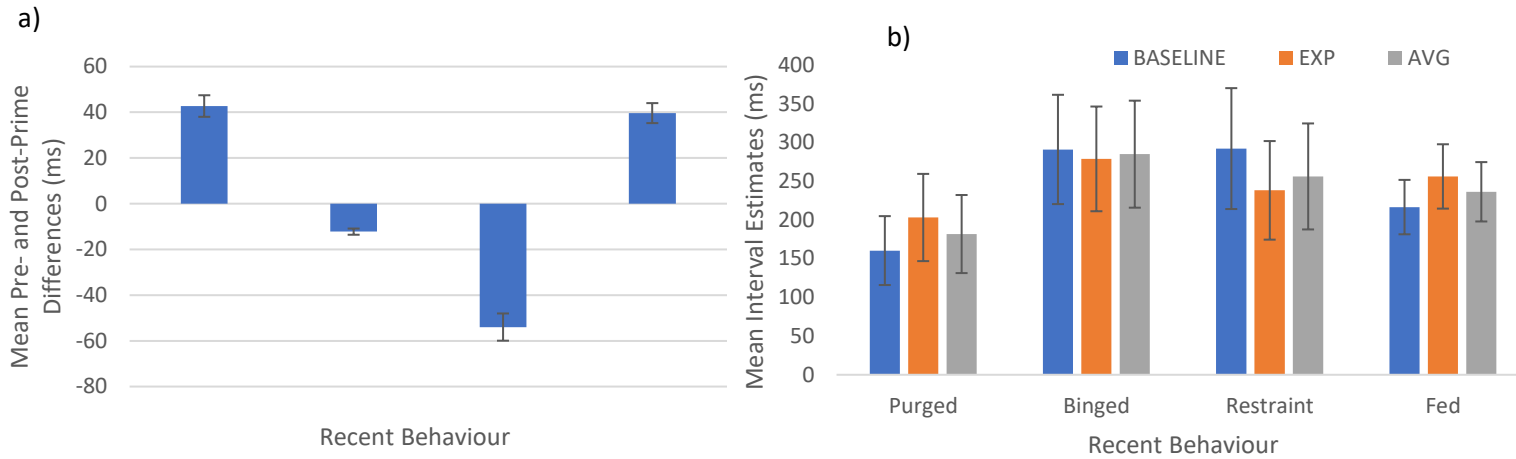 a)
Mean Pre- and Post-Prime
Differences (ms)
60
40
20
0
-20
-40
-60
-80
Recent Behaviour
b)
BASELINE EXP AVG
Mean Interval Estimates (ms)
400
350
300
250
200
150
100
50
0
Purged Binged Restraint Fed
Recent Behaviour